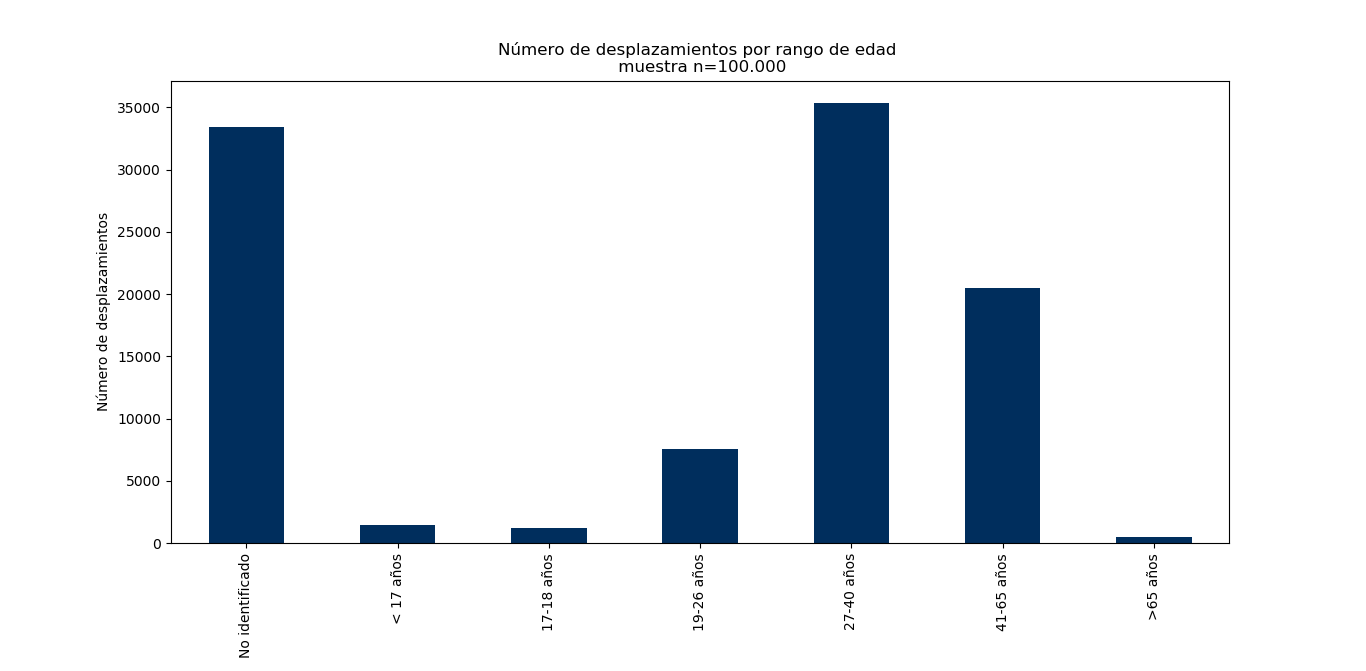 Número de desplazamientos por rango de edad
muestra n=100.000
Número de desplazamientos
35000
30000
25000
20000
15000
10000
5000
0
No identificado
< 17 años
17-18 años
19-26 años
27-40 años
41-65 años
>65 años